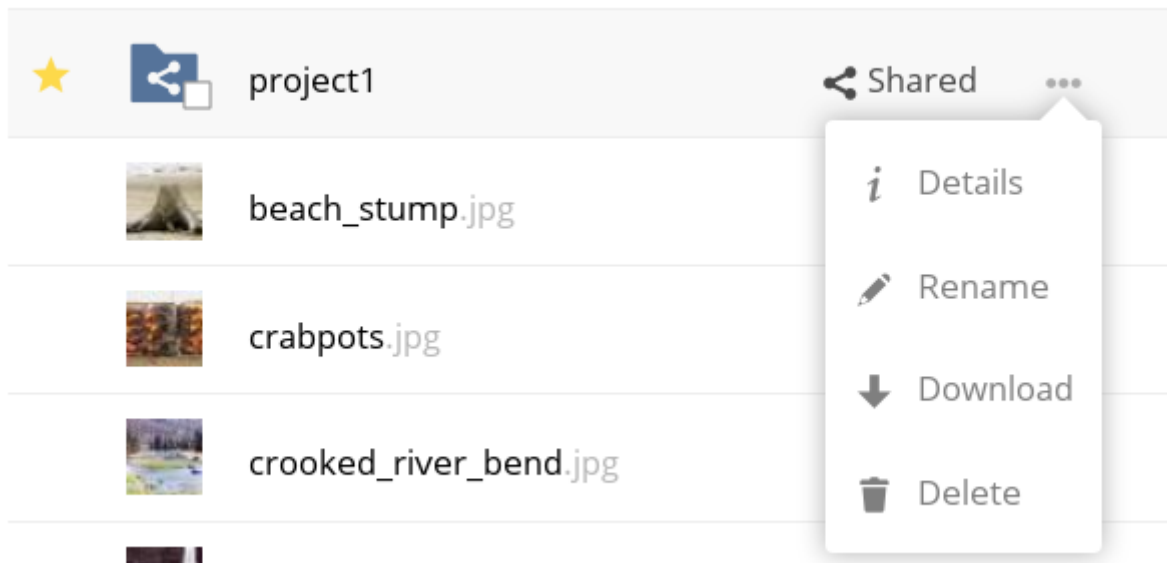 project1 Shared
Details
beach_stump.jpg
Rename
crabpots.jpg
Download
crooked_river_bend.jpg
Delete